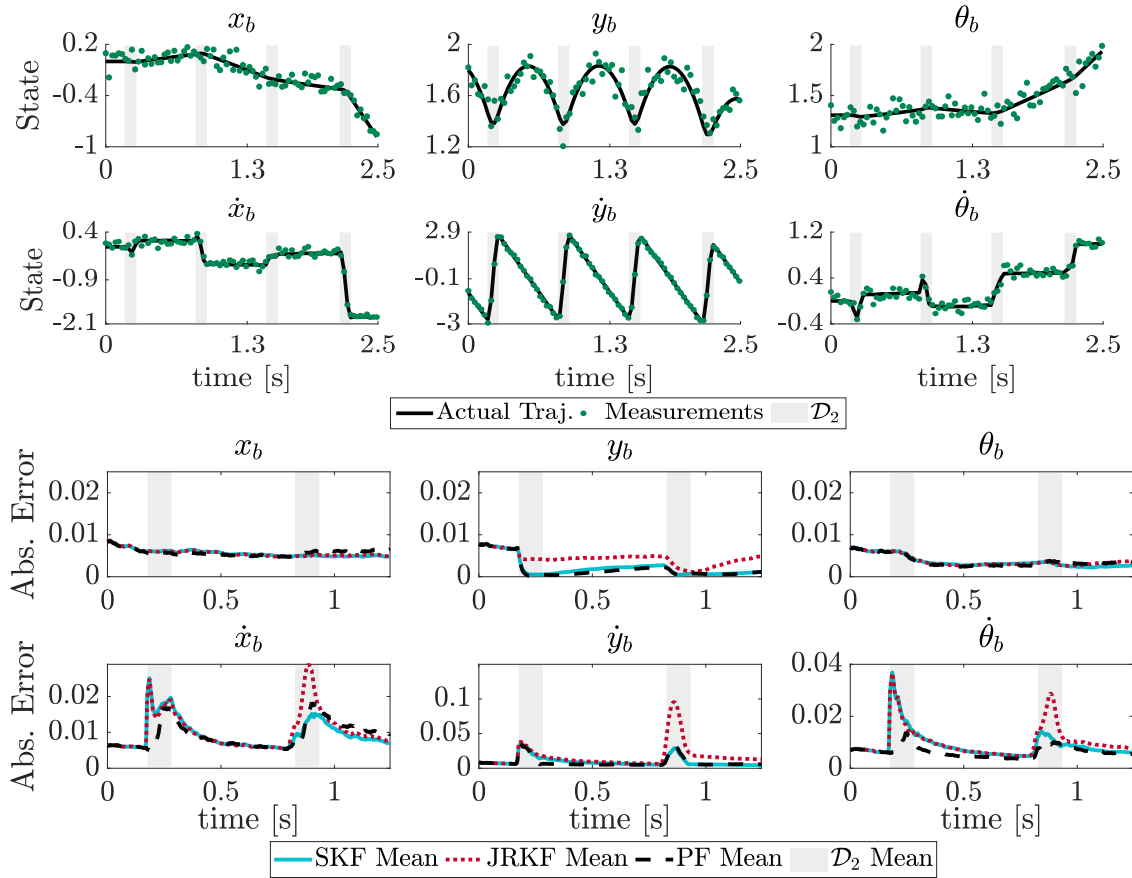 x_b y_b θ_b
State
0.2 -0.4 -1
0 1.3 2.5
2 1.6 1.2
0 1.3 2.5
2 1.5 1
0 1.3 2.5
ẋ_b ẏ_b θ̇_b
State
0.4 -0.9 -2.1
0 1.3 2.5
2.9 -0.1 -3
0 1.3 2.5
1.2 0.4 -0.4
0 1.3 2.5
time [s] time [s] time [s]
Actual Traj. Measurements 𝒟₂
x_b y_b θ_b
Abs. Error
0.02 0.01 0
0 0.5 1
0.02 0.01 0
0 0.5 1
0.02 0.01 0
0 0.5 1
ẋ_b ẏ_b θ̇_b
Abs. Error
0.02 0.01 0
0 0.5 1
0.1 0
0 0.5 1
0.04 0.02 0
0 0.5 1
time [s] time [s] time [s]
SKF Mean JRKF Mean PF Mean 𝒟₂ Mean